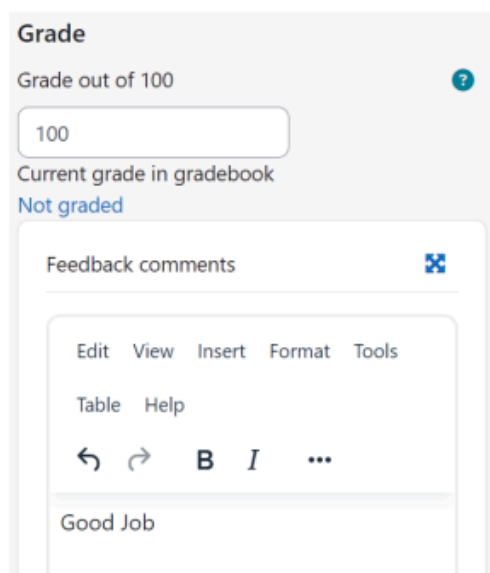 Grade
Grade out of 100 ?
100
Current grade in gradebook
Not graded
Feedback comments
Edit View Insert Format Tools
Table Help
B I •••
Good Job